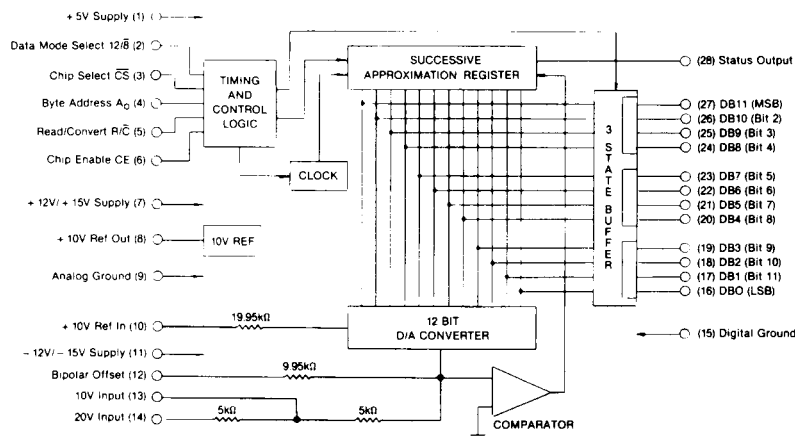 + 5V Supply (1)
Data Mode Select 12/8̅ (2)
Chip Select C̅S̅ (3)
Byte Address AO (4)
Read/Convert R/C̅ (5)
Chip Enable CE (6)
+ 12V/ + 15V Supply (7)
+ 10V Ref Out (8)
Analog Ground (9)
+ 10V Ref In (10)
− 12V/ − 15V Supply (11)
Bipolar Offset (12)
10V Input (13)
20V Input (14)
TIMING
AND
CONTROL
LOGIC
CLOCK
10V REF
19.95kΩ
9.95kΩ
5kΩ
5kΩ
SUCCESSIVE
APPROXIMATION REGISTER
12 BIT
D/A CONVERTER
COMPARATOR
3 STATE BUFFER
(28) Status Output
(27) DB11 (MSB)
(26) DB10 (Bit 2)
(25) DB9 (Bit 3)
(24) DB8 (Bit 4)
(23) DB7 (Bit 5)
(22) DB6 (Bit 6)
(21) DB5 (Bit 7)
(20) DB4 (Bit 8)
(19) DB3 (Bit 9)
(18) DB2 (Bit 10)
(17) DB1 (Bit 11)
(16) DBO (LSB)
(15) Digital Ground